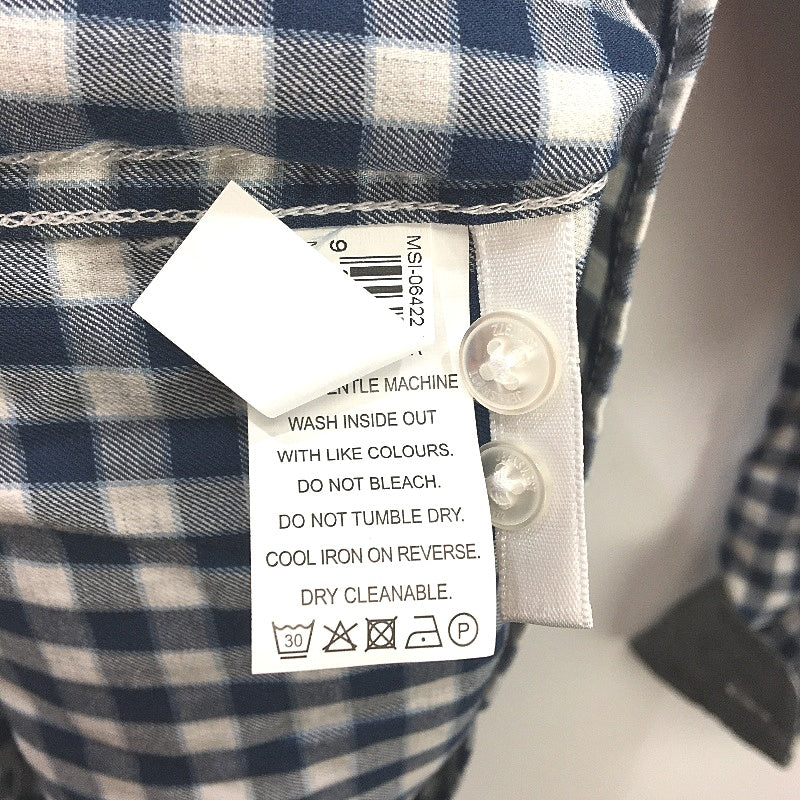 MSI-06422
9
ENTLE MACHINE
WASH INSIDE OUT
WITH LIKE COLOURS.
DO NOT BLEACH.
DO NOT TUMBLE DRY.
COOL IRON ON REVERSE.
DRY CLEANABLE.
30 P